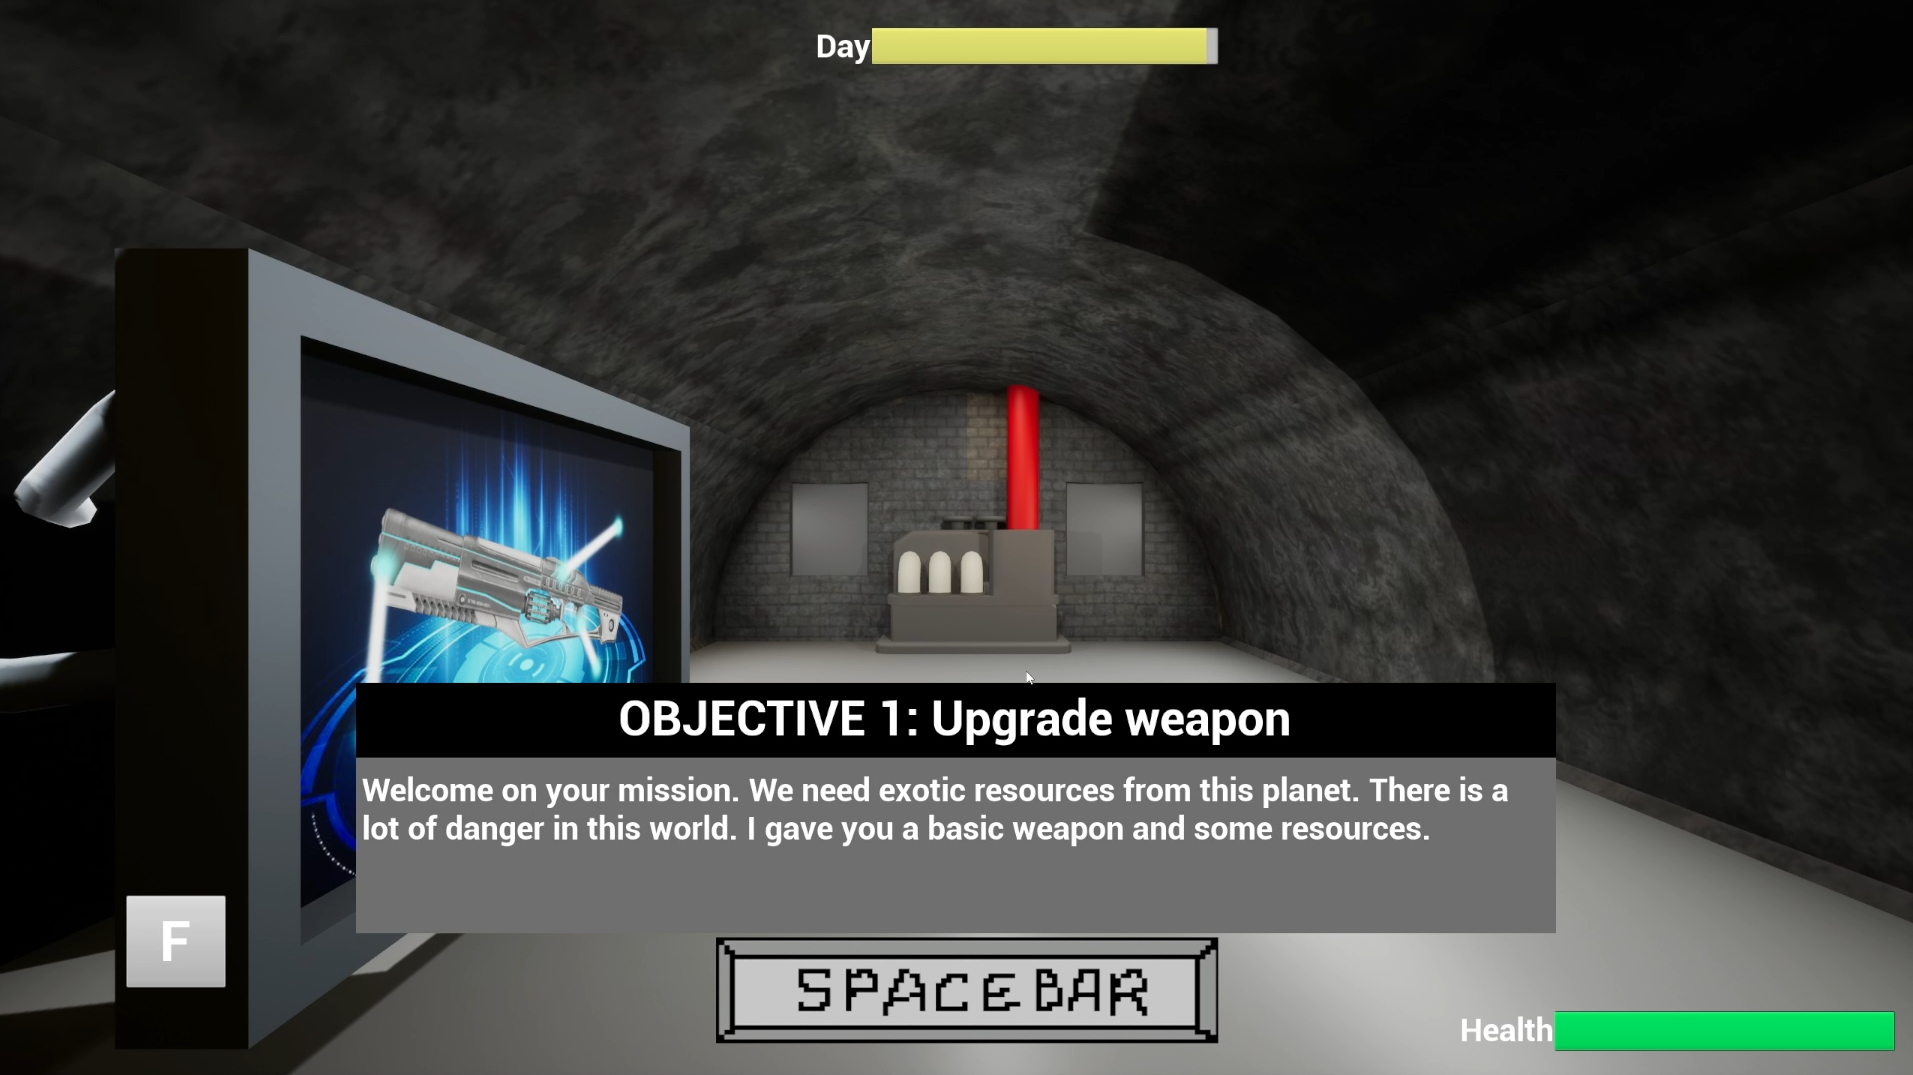 Day
OBJECTIVE 1: Upgrade weapon
Welcome on your mission. We need exotic resources from this planet. There is a
lot of danger in this world. I gave you a basic weapon and some resources.
F
SPACEBAR
Health